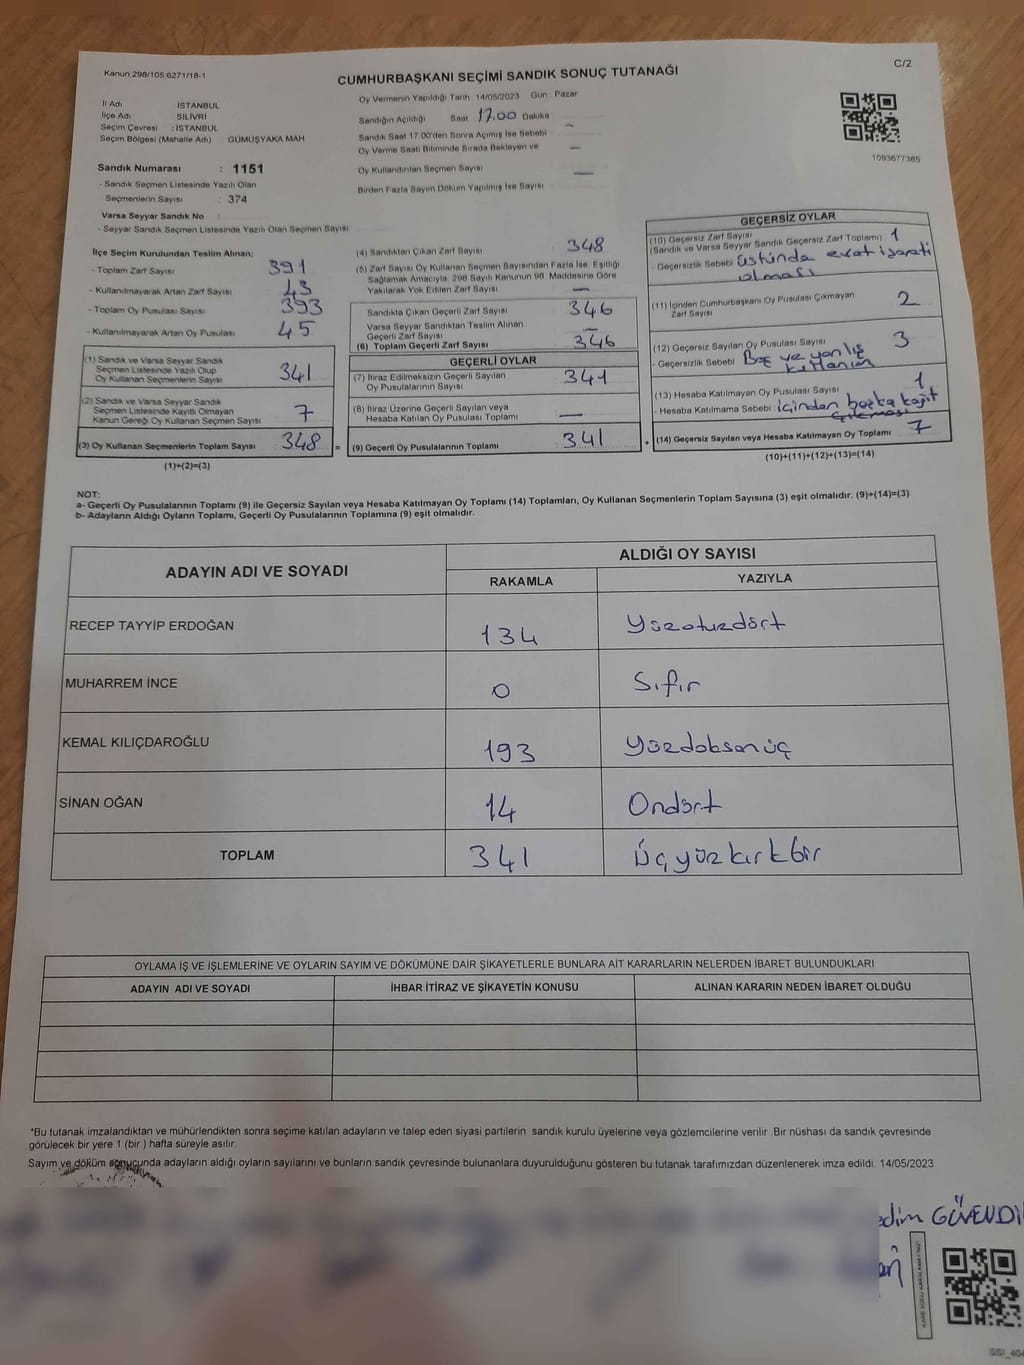 Kanun:298/105:6271/18-1
C/2
CUMHURBAŞKANI SEÇİMİ SANDIK SONUÇ TUTANAĞI
İl Adı İSTANBUL
İlçe Adı SİLİVRİ
Seçim Çevresi : İSTANBUL
Seçim Bölgesi (Mahalle Adı) GÜMÜŞYAKA MAH
Sandık Numarası : 1151
- Sandık Seçmen Listesinde Yazılı Olan
Seçmenlerin Sayısı : 374
Varsa Seyyar Sandık No
- Seyyar Sandık Seçmen Listesinde Yazılı Olan Seçmen Sayısı
Oy Vermenin Yapıldığı Tarih 14/05/2023 Gün : Pazar
Sandığın Açıldığı Saat 17.00 Dakika
Sandık Saat 17:00'den Sonra Açımış İse Sebebi
Oy Verme Saati Bitiminde Sırada Bekleyen ve —
Oy Kullandırılan Seçmen Sayısı —
Birden Fazla Sayım Döküm Yapılmış İse Sayısı
1093677385
İlçe Seçim Kurulundan Teslim Alınan;
- Toplam Zarf Sayısı 391
- Kullanılmayarak Artan Zarf Sayısı 43
- Toplam Oy Pusulası Sayısı 393
- Kullanılmayarak Artan Oy Pusulası 45
(1) Sandık ve Varsa Seyyar Sandık
Seçmen Listesinde Yazılı Olup
Oy Kullanan Seçmenlerin Sayısı 341
(2) Sandık ve Varsa Seyyar Sandık
Seçmen Listesinde Kayıtlı Olmayan
Kanun Gereği Oy Kullanan Seçmen Sayısı 7
(3) Oy Kullanan Seçmenlerin Toplam Sayısı 348 =
(1)+(2)=(3)
(4) Sandıktan Çıkan Zarf Sayısı 348
(5) Zarf Sayısı Oy Kullanan Seçmen Sayısından Fazla İse, Eşitliği
Sağlamak Amacıyla, 298 Sayılı Kanunun 98. Maddesine Göre
Yakılarak Yok Edilen Zarf Sayısı —
Sandıkta Çıkan Geçerli Zarf Sayısı 346
Varsa Seyyar Sandıktan Teslim Alınan
Geçerli Zarf Sayısı —
(6) Toplam Geçerli Zarf Sayısı 346
GEÇERLİ OYLAR
(7) İtiraz Edilmeksizin Geçerli Sayılan
Oy Pusulalarının Sayısı 341
(8) İtiraz Üzerine Geçerli Sayılan veya
Hesaba Katılan Oy Pusulası Toplamı —
(9) Geçerli Oy Pusulalarının Toplamı 341 +
GEÇERSİZ OYLAR
(10) Geçersiz Zarf Sayısı 1
(Sandık ve Varsa Seyyar Sandık Geçersiz Zarf Toplamı)
- Geçersizlik Sebebi üstünde evat işareti
olması
(11) İçinden Cumhurbaşkanı Oy Pusulası Çıkmayan
Zarf Sayısı 2
(12) Geçersiz Sayılan Oy Pusulası Sayısı 3
- Geçersizlik Sebebi Boş ve yanlış
kullanım
(13) Hesaba Katılmayan Oy Pusulası Sayısı 1
- Hesaba Katılmama Sebebi içinden başka kağıt
çıkması
(14) Geçersiz Sayılan veya Hesaba Katılmayan Oy Toplamı 7
(10)+(11)+(12)+(13)=(14)
NOT:
a- Geçerli Oy Pusulalarının Toplamı (9) ile Geçersiz Sayılan veya Hesaba Katılmayan Oy Toplamı (14) Toplamları, Oy Kullanan Seçmenlerin Toplam Sayısına (3) eşit olmalıdır. (9)+(14)=(3)
b- Adayların Aldığı Oyların Toplamı, Geçerli Oy Pusulalarının Toplamına (9) eşit olmalıdır.
ADAYIN ADI VE SOYADI ALDIĞI OY SAYISI
RAKAMLA YAZIYLA
RECEP TAYYİP ERDOĞAN 134 Yüzotuzdört
MUHARREM İNCE 0 Sıfır
KEMAL KILIÇDAROĞLU 193 Yüzdoksanüç
SİNAN OĞAN 14 Ondört
TOPLAM 341 Üçyüzkırkbir
OYLAMA İŞ VE İŞLEMLERİNE VE OYLARIN SAYIM VE DÖKÜMÜNE DAİR ŞİKAYETLERLE BUNLARA AİT KARARLARIN NELERDEN İBARET BULUNDUKLARI
ADAYIN ADI VE SOYADI İHBAR İTİRAZ VE ŞİKAYETİN KONUSU ALINAN KARARIN NEDEN İBARET OLDUĞU
*Bu tutanak imzalandıktan ve mühürlendikten sonra seçime katılan adayların ve talep eden siyasi partilerin sandık kurulu üyelerine veya gözlemcilerine verilir .Bir nüshası da sandık çevresinde
görülecek bir yere 1 (bir ) hafta süreyle asılır.
Sayım ve döküm sonucunda adayların aldığı oyların sayılarını ve bunların sandık çevresinde bulunanlara duyurulduğunu gösteren bu tutanak tarafımızdan düzenlenerek imza edildi. 14/05/2023
edim GÜVENDİ